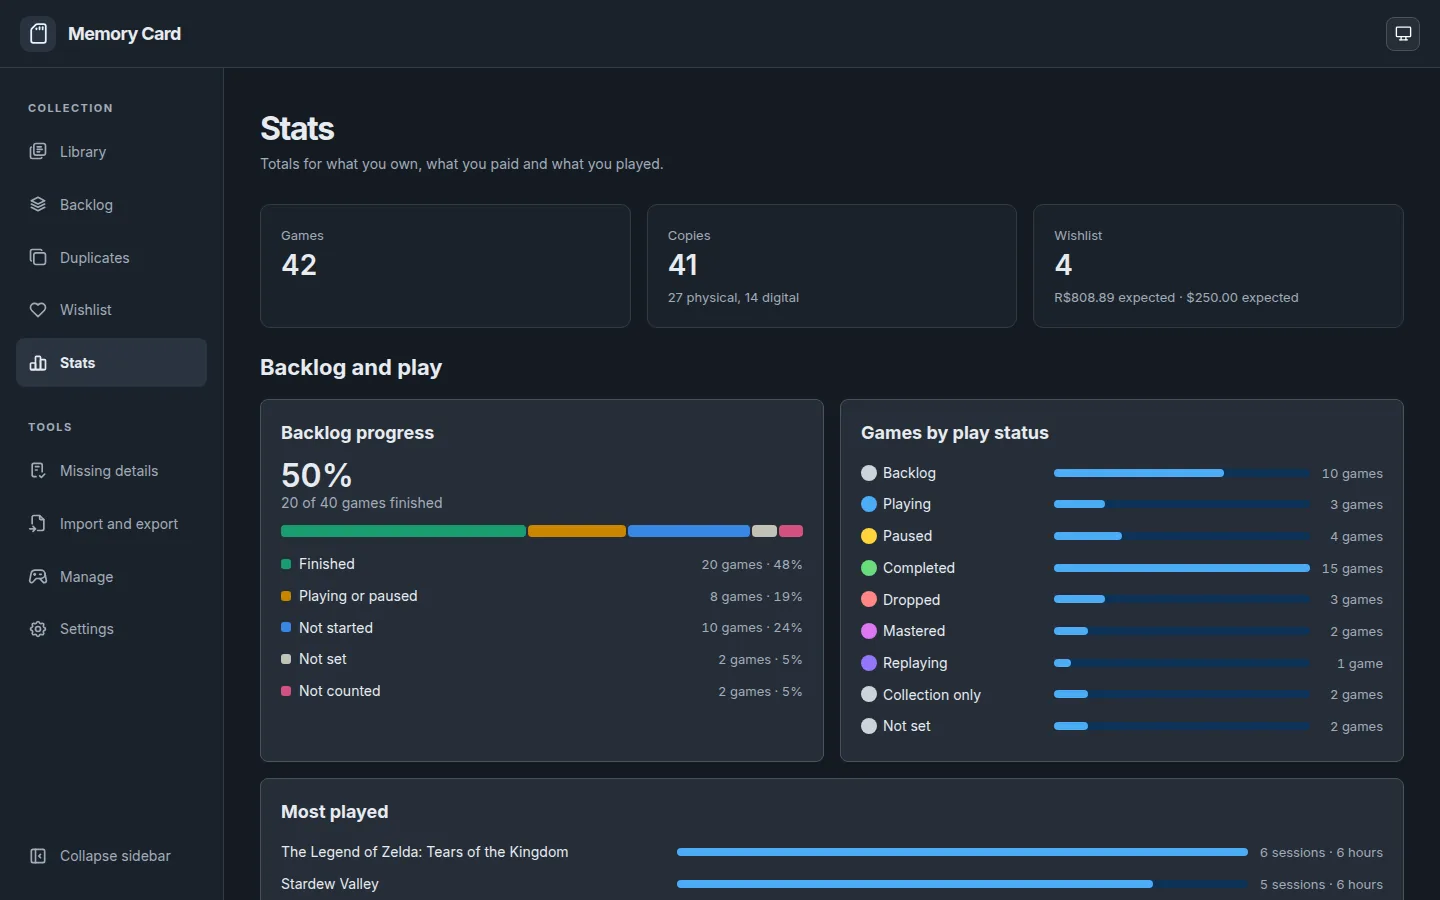 Memory Card
COLLECTION
Library
Backlog
Duplicates
Wishlist
Stats
TOOLS
Missing details
Import and export
Manage
Settings
Collapse sidebar
Stats
Totals for what you own, what you paid and what you played.
Games
42
Copies
41
27 physical, 14 digital
Wishlist
4
R$808.89 expected · $250.00 expected
Backlog and play
Backlog progress
50%
20 of 40 games finished
Finished 20 games · 48%
Playing or paused 8 games · 19%
Not started 10 games · 24%
Not set 2 games · 5%
Not counted 2 games · 5%
Games by play status
Backlog 10 games
Playing 3 games
Paused 4 games
Completed 15 games
Dropped 3 games
Mastered 2 games
Replaying 1 game
Collection only 2 games
Not set 2 games
Most played
The Legend of Zelda: Tears of the Kingdom 6 sessions · 6 hours
Stardew Valley 5 sessions · 6 hours